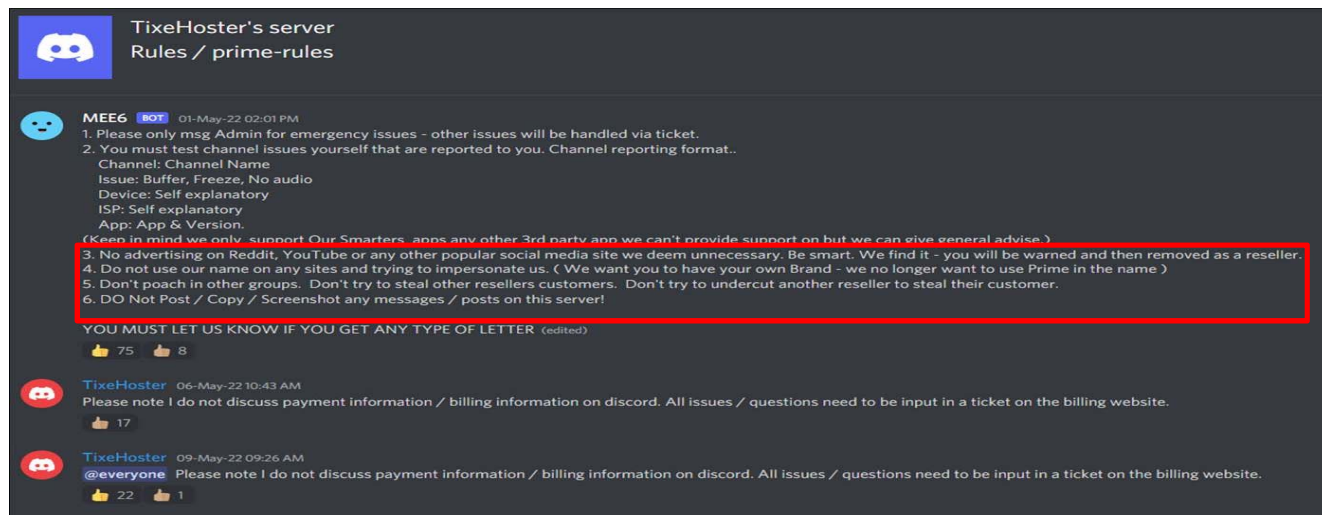 TixeHoster's server
Rules / prime-rules
MEE6 BOT 01-May-22 02:01 PM
1. Please only msg Admin for emergency issues - other issues will be handled via ticket.
2. You must test channel issues yourself that are reported to you. Channel reporting format..
Channel: Channel Name
Issue: Buffer, Freeze, No audio
Device: Self explanatory
ISP: Self explanatory
App: App & Version.
(Keep in mind we only support Our Smarters apps any other 3rd party app we can't provide support on but we can give general advise.)
3. No advertising on Reddit, YouTube or any other popular social media site we deem unnecessary. Be smart. We find it - you will be warned and then removed as a reseller.
4. Do not use our name on any sites and trying to impersonate us. ( We want you to have your own Brand - we no longer want to use Prime in the name )
5. Don't poach in other groups. Don't try to steal other resellers customers. Don't try to undercut another reseller to steal their customer.
6. DO Not Post / Copy / Screenshot any messages / posts on this server!
YOU MUST LET US KNOW IF YOU GET ANY TYPE OF LETTER (edited)
75 8
TixeHoster 06-May-22 10:43 AM
Please note I do not discuss payment information / billing information on discord. All issues / questions need to be input in a ticket on the billing website.
17
TixeHoster 09-May-22 09:26 AM
@everyone Please note I do not discuss payment information / billing information on discord. All issues / questions need to be input in a ticket on the billing website.
22 1